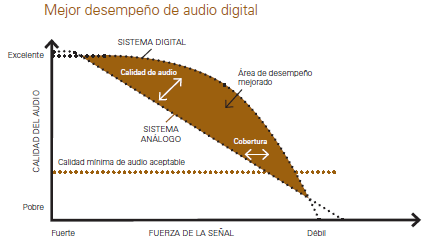 Mejor desempeño de audio digital
SISTEMA DIGITAL
Excelente
Calidad de audio
Área de desempeño
mejorado
CALIDAD DEL AUDIO
SISTEMA
ANÁLOGO
Cobertura
Calidad mínima de audio aceptable
Pobre
Fuerte
FUERZA DE LA SEÑAL
Débil